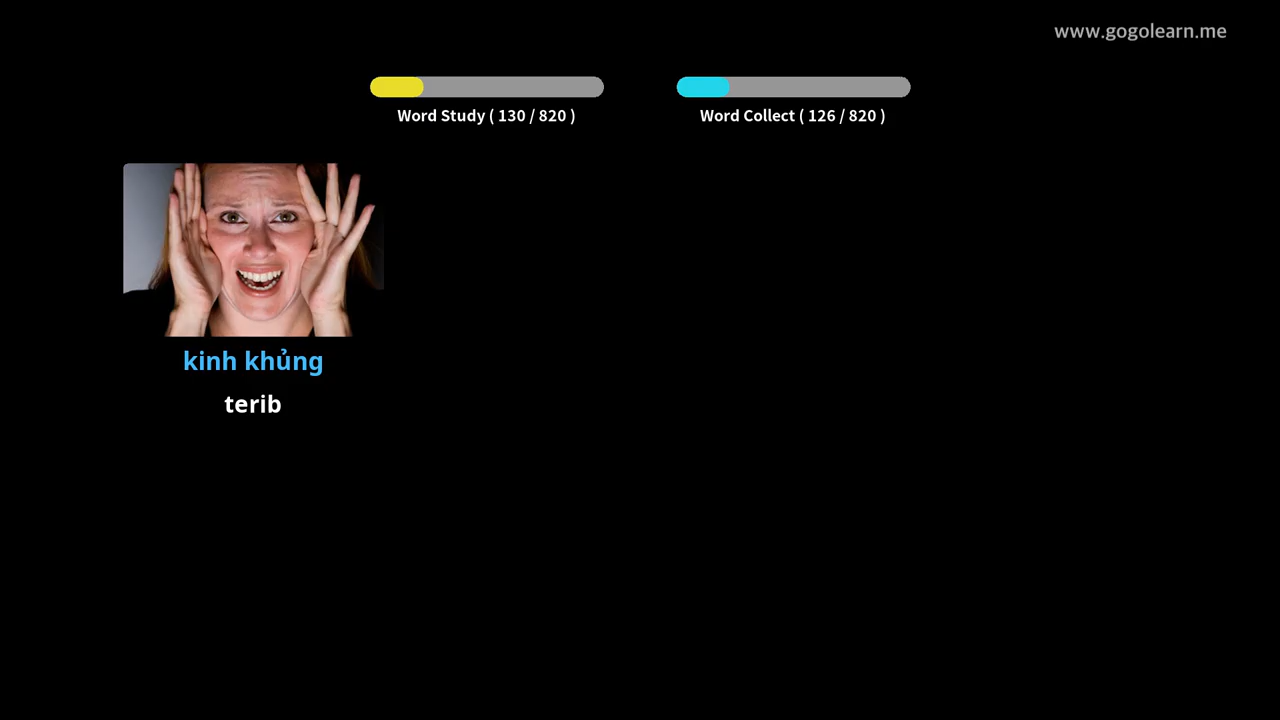 www.gogolearn.me
Word Study ( 130 / 820 )
Word Collect ( 126 / 820 )
kinh khủng
terib